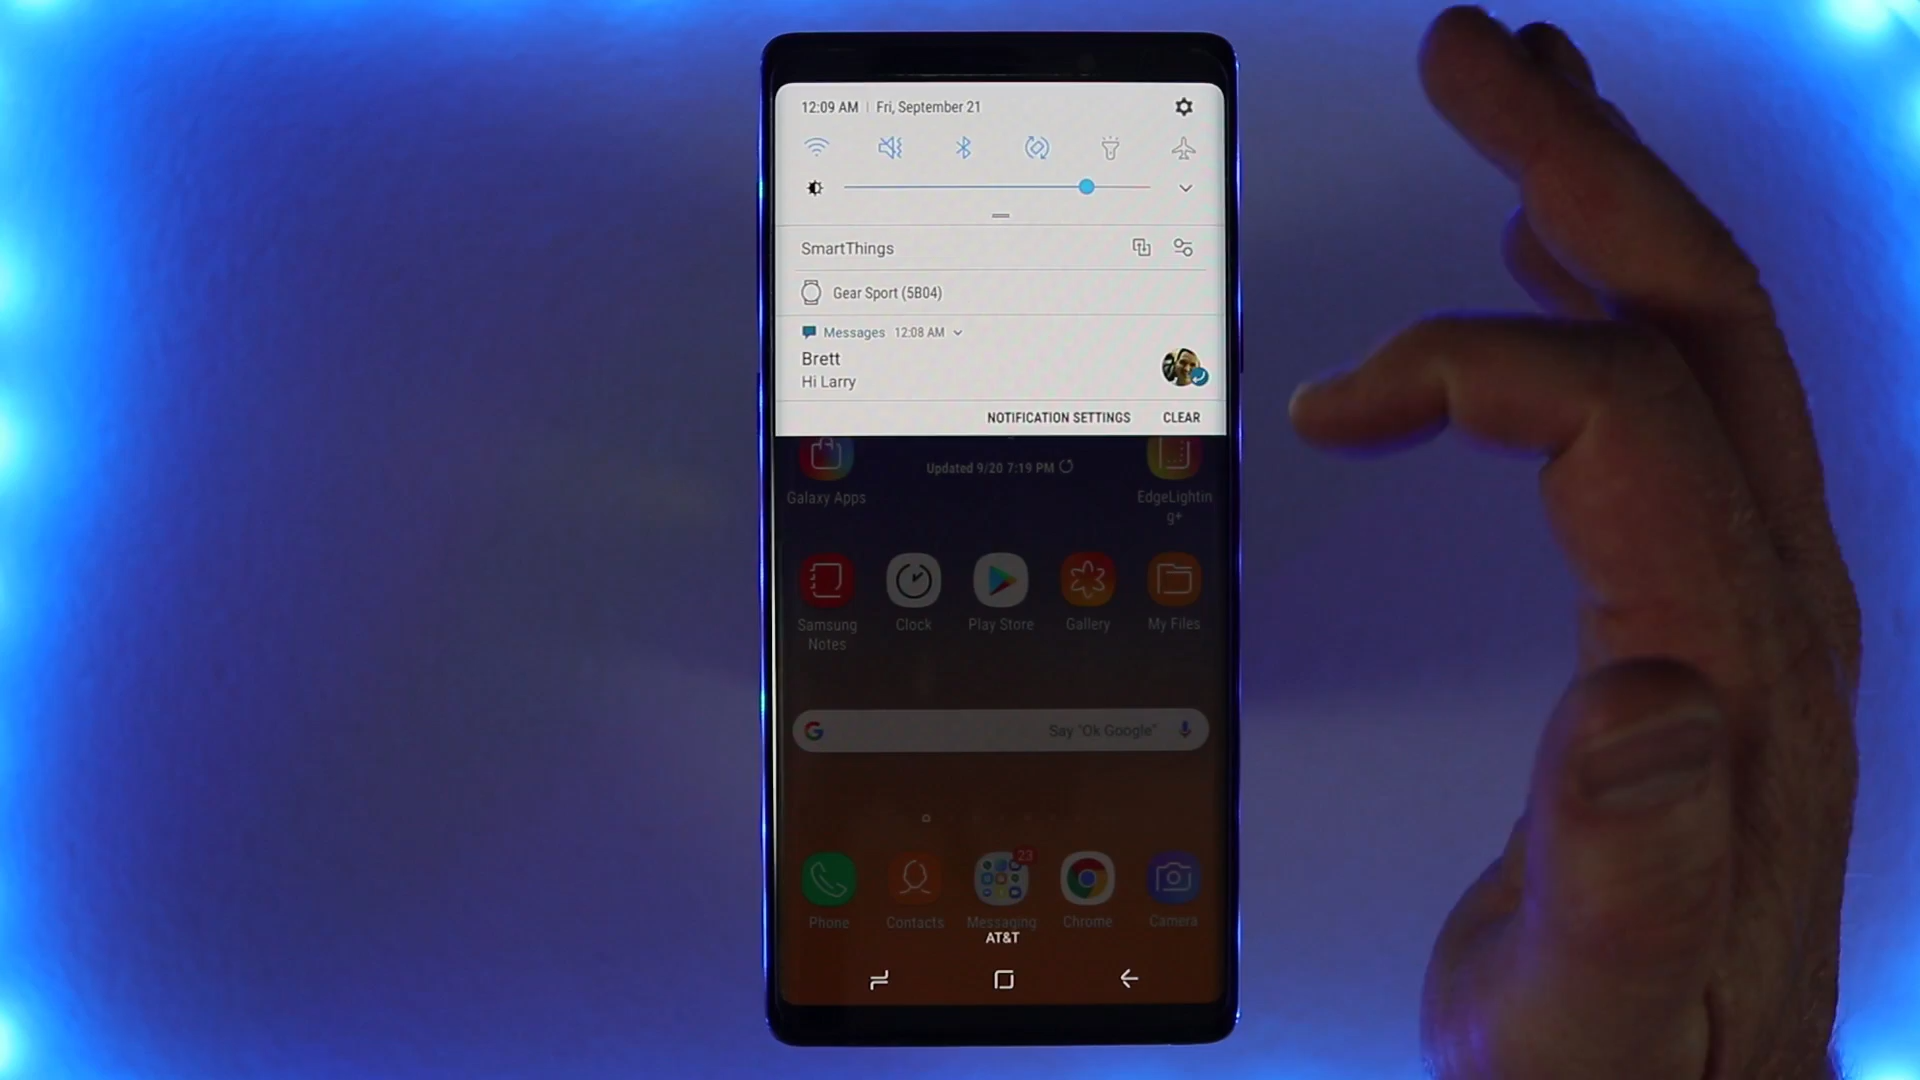 12:09 AM | Fri, September 21
SmartThings
Gear Sport (5B04)
Messages 12:08 AM
Brett
Hi Larry
NOTIFICATION SETTINGS CLEAR
Updated 9/20 7:19 PM
Galaxy Apps
EdgeLightin
g+
Samsung
Notes
Clock
Play Store
Gallery
My Files
G Say "Ok Google"
23
Phone
Contacts
Messaging
Chrome
Camera
AT&T